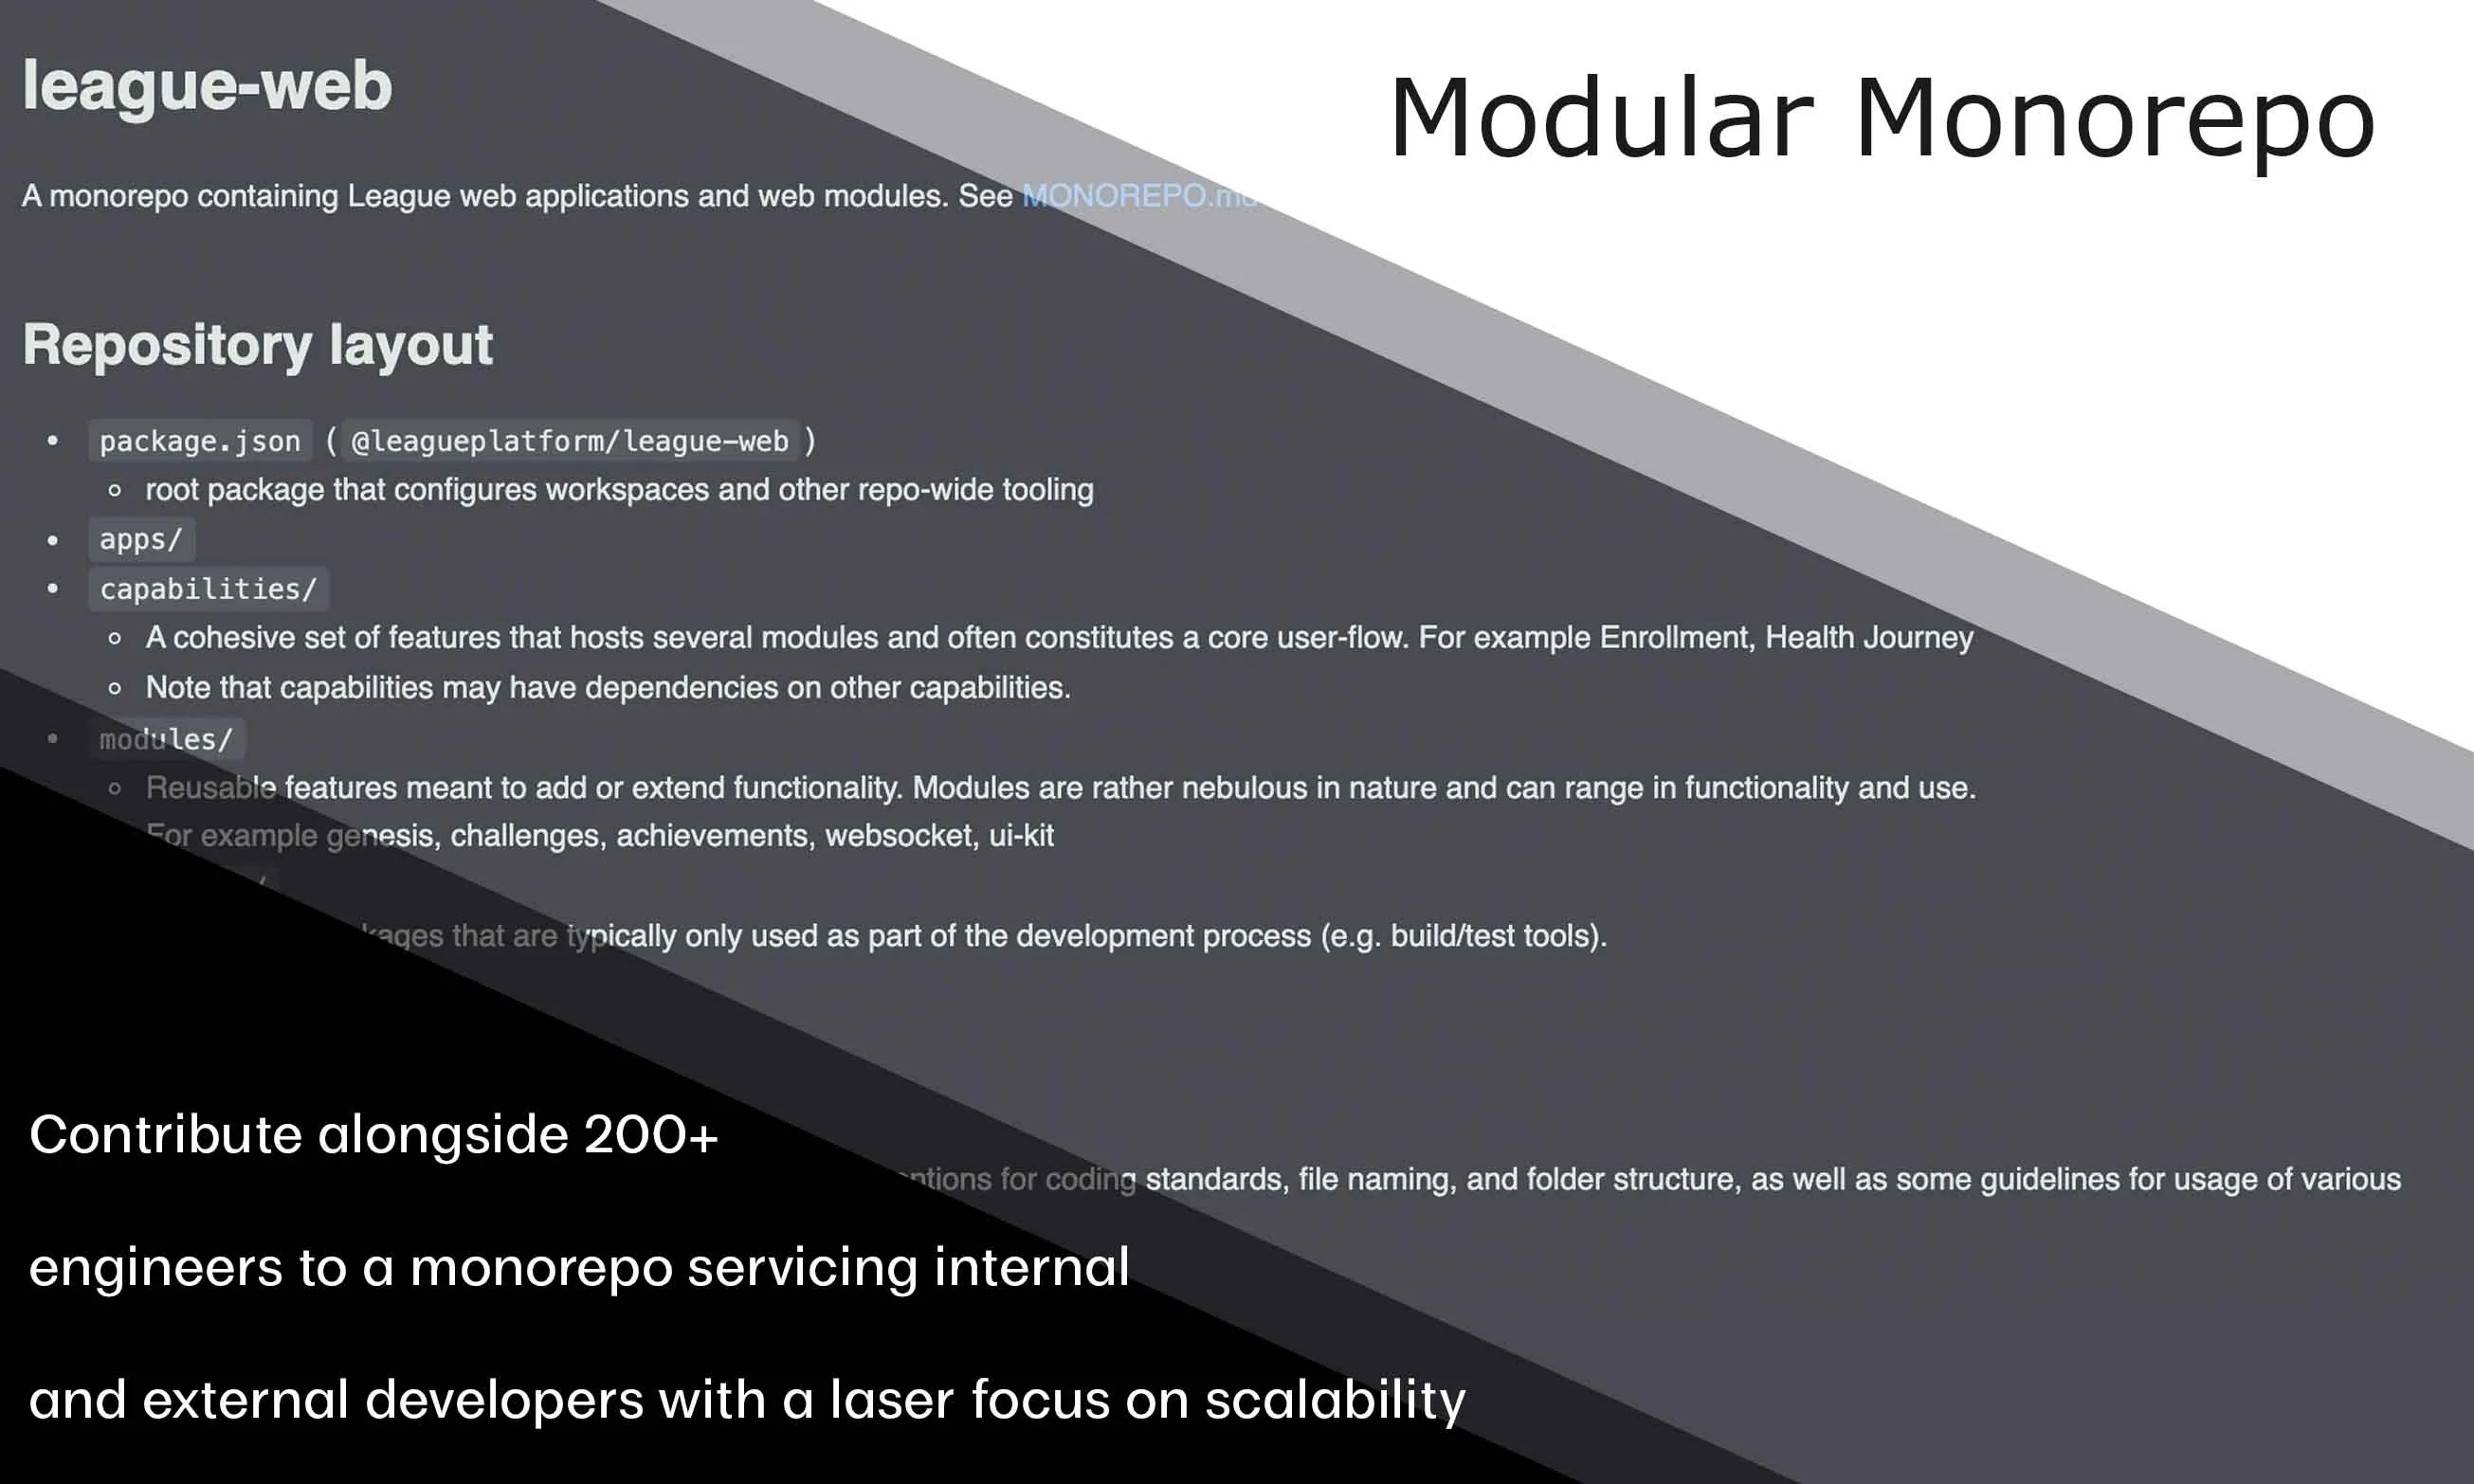 Modular Monorepo
league-web
A monorepo containing League web applications and web modules. See MONOREPO.md
Repository layout
• package.json ( @leagueplatform/league-web )
◦ root package that configures workspaces and other repo-wide tooling
• apps/
• capabilities/
◦ A cohesive set of features that hosts several modules and often constitutes a core user-flow. For example Enrollment, Health Journey
◦ Note that capabilities may have dependencies on other capabilities.
• modules/
◦ Reusable features meant to add or extend functionality. Modules are rather nebulous in nature and can range in functionality and use.
For example genesis, challenges, achievements, websocket, ui-kit
/
that are typically only used as part of the development process (e.g. build/test tools).
for coding standards, file naming, and folder structure, as well as some guidelines for usage of various
Contribute alongside 200+
engineers to a monorepo servicing internal
and external developers with a laser focus on scalability